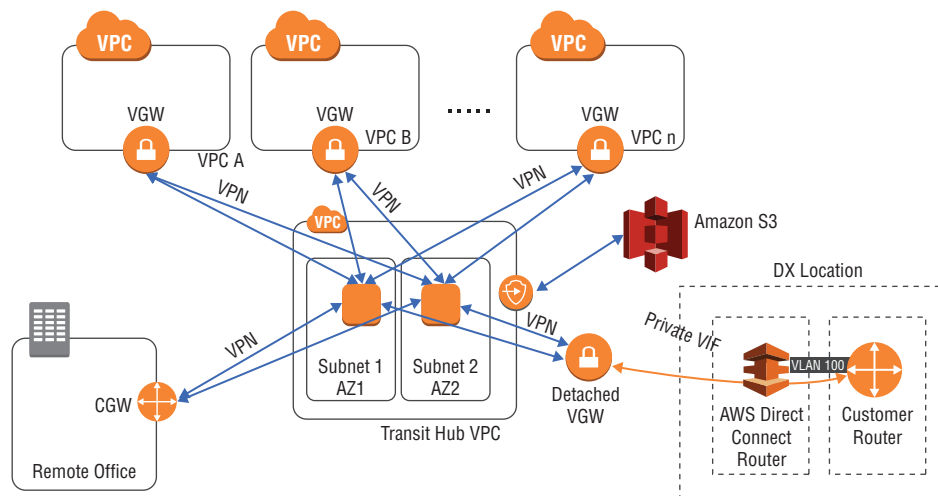 VPC
VPC
VPC
VGW
VGW
VGW
VPC A
VPC B
.....
VPC n
VPN
VPN
VPN
VPC
Amazon S3
DX Location
VPN
Subnet 1
AZ1
Subnet 2
AZ2
VPN
Private VIF
VLAN 100
CGW
Detached
VGW
AWS Direct
Connect
Router
Customer
Router
Transit Hub VPC
Remote Office